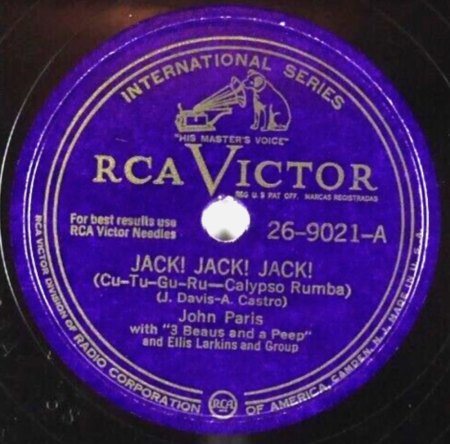 INTERNATIONAL SERIES
"HIS MASTER'S VOICE"
RCA VICTOR
REG U S PAT OFF. MARCAS REGISTRADAS
For best results use
RCA Victor Needles
26-9021-A
JACK! JACK! JACK!
(Cu-Tu-Gu-Ru—Calypso Rumba)
(J. Davis-A. Castro)
John Paris
with "3 Beaus and a Peep"
and Ellis Larkins and Group
RCA VICTOR DIVISION OF RADIO CORPORATION OF AMERICA, CAMDEN, N.J. MADE IN U.S.A.
RCA